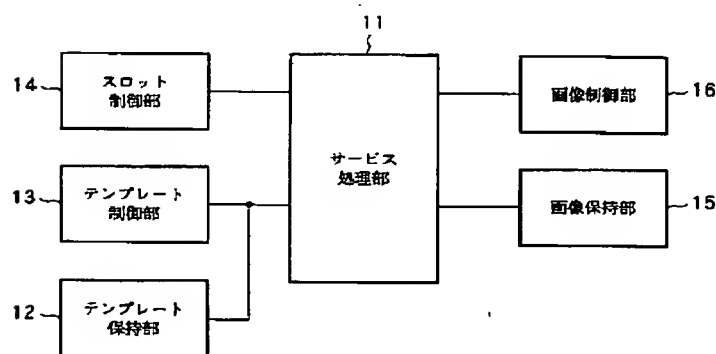 11
14
スロット
制御部
画像制御部
16
サービス
処理部
13
テンプレート
制御部
画像保持部
15
12
テンプレート
保持部